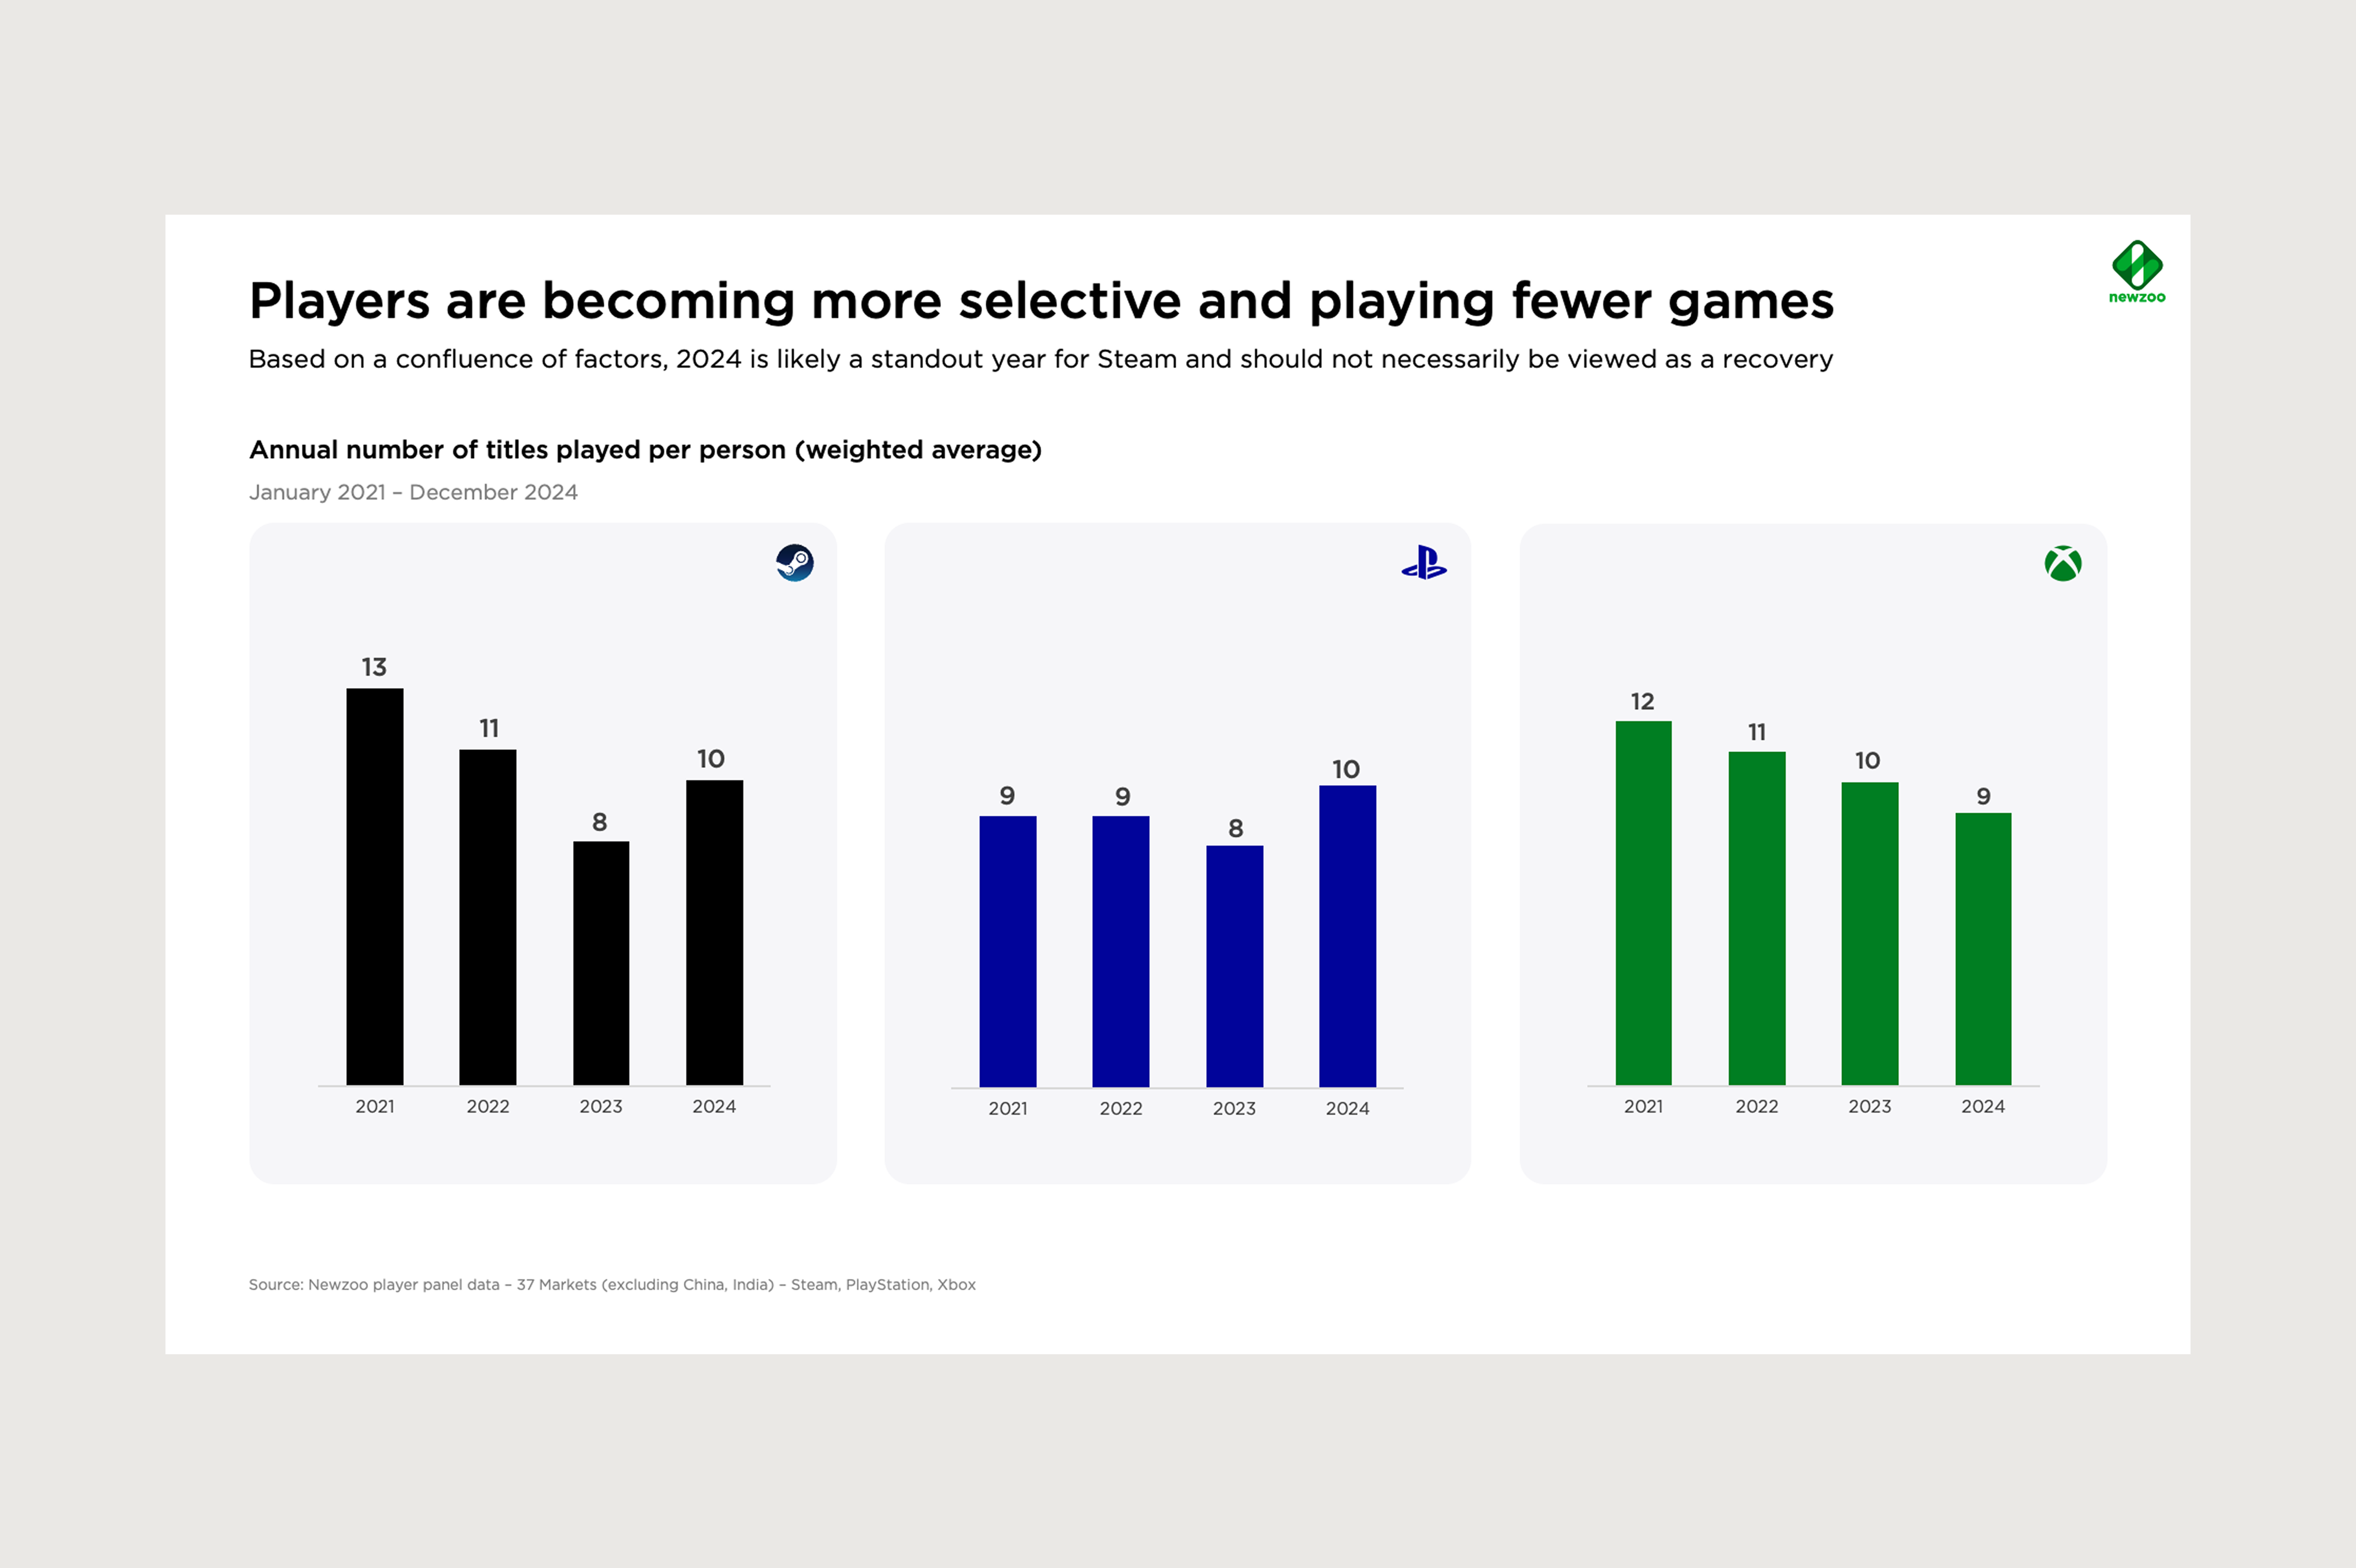 newzoo
Players are becoming more selective and playing fewer games
Based on a confluence of factors, 2024 is likely a standout year for Steam and should not necessarily be viewed as a recovery
Annual number of titles played per person (weighted average)
January 2021 – December 2024
13
11
8
10
2021 2022 2023 2024
9
9
8
10
2021 2022 2023 2024
12
11
10
9
2021 2022 2023 2024
Source: Newzoo player panel data – 37 Markets (excluding China, India) – Steam, PlayStation, Xbox